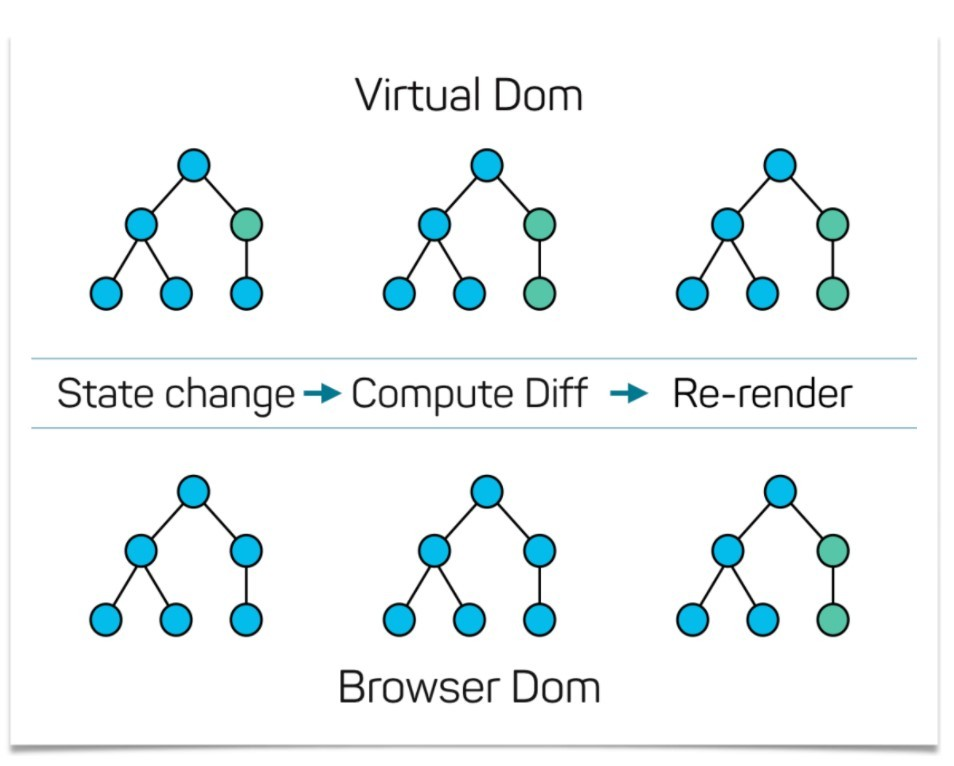 Virtual Dom
State change → Compute Diff → Re-render
Browser Dom